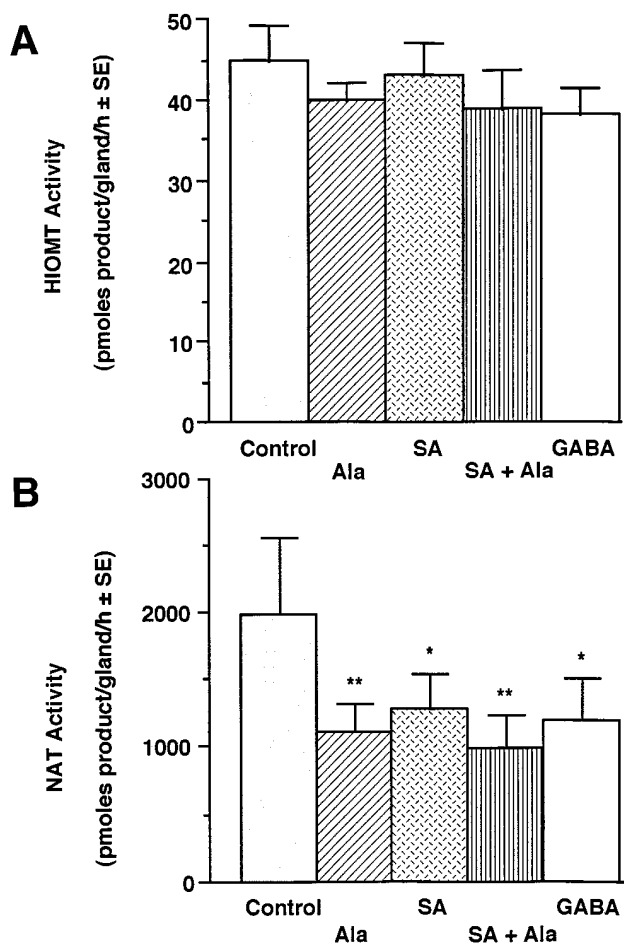 A
HIOMT Activity
(pmoles product/gland/h ± SE)
50
40
30
20
10
0
Control
Ala
SA
SA + Ala
GABA
B
NAT Activity
(pmoles product/gland/h ± SE)
3000
2000
1000
0
**
*
**
*
Control
Ala
SA
SA + Ala
GABA